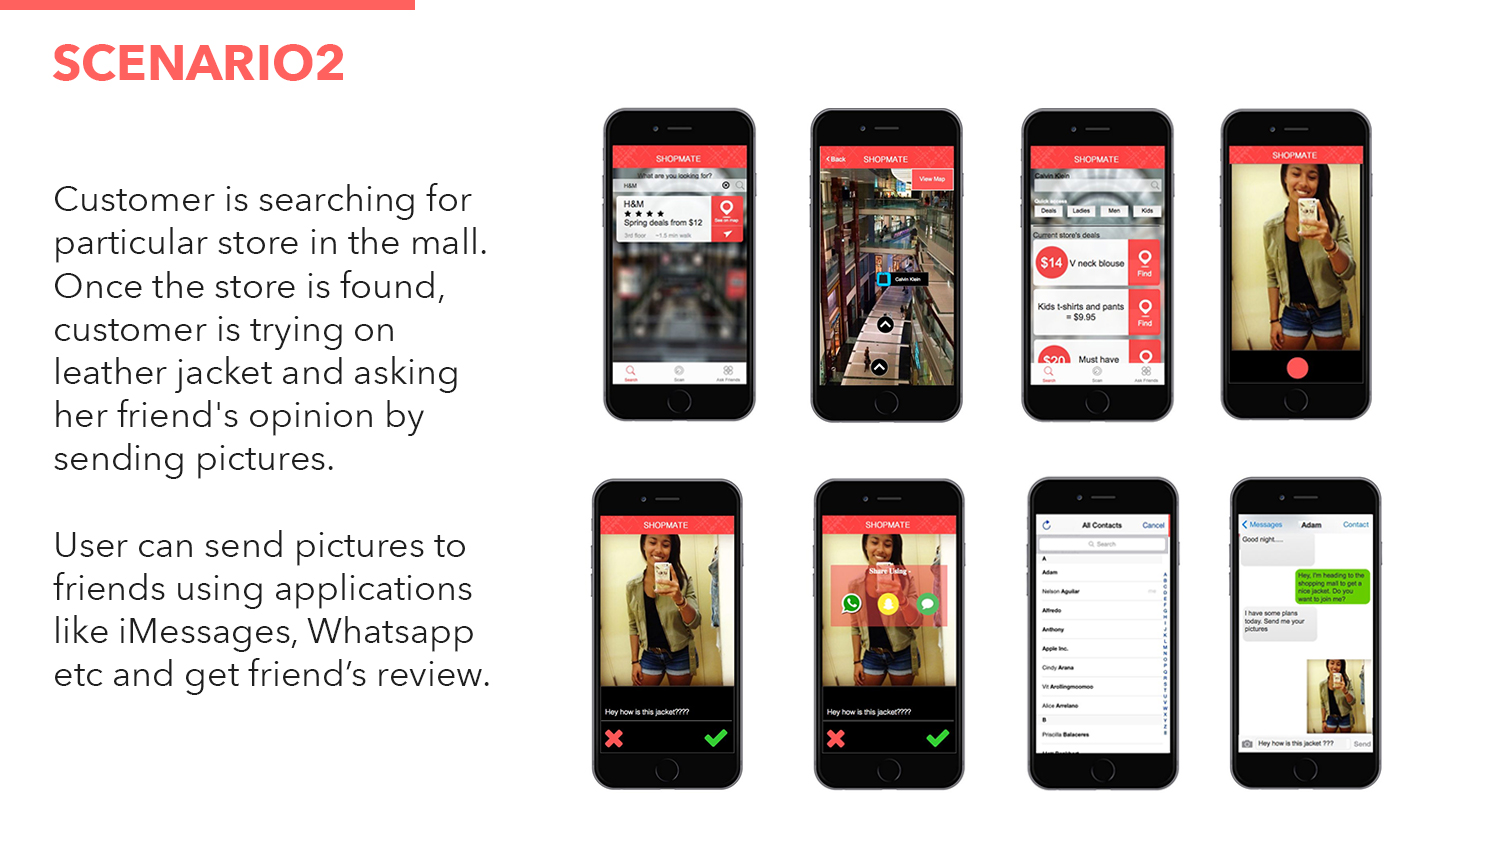 SCENARIO2
Customer is searching for
particular store in the mall.
Once the store is found,
customer is trying on
leather jacket and asking
her friend's opinion by
sending pictures.
User can send pictures to
friends using applications
like iMessages, Whatsapp
etc and get friend’s review.
SHOPMATE
What are you looking for?
H&M
H&M
Spring deals from $12
3rd floor ~1.5 min walk
See on map
Search Scan Ask Friends
Back SHOPMATE
View Map
Calvin Klein
SHOPMATE
Calvin Klein
Quick access
Deals Ladies Men Kids
Current store's deals
$14 V neck blouse
Find
Kids t-shirts and pants
= $9.95
Find
$20 Must have
Search Scan Ask Friends
SHOPMATE
SHOPMATE
Hey how is this jacket????
SHOPMATE
Share Using -
Hey how is this jacket????
All Contacts Cancel
Search
A
Adam
Nelson Aguilar
Alfredo
Anthony
Apple Inc.
Cindy Arana
Vit Arollingmoomoo
Alice Arrelano
B
Priscilla Balaceres
A
B
C
D
E
F
G
H
I
J
K
L
M
N
O
P
Q
R
S
T
U
V
W
X
Y
Z
Messages Adam Contact
Good night....
Hey, I'm heading to the
shopping mall to get a
nice jacket. Do you
want to join me?
I have some plans
today. Send me your
pictures
Hey how is this jacket ??? Send